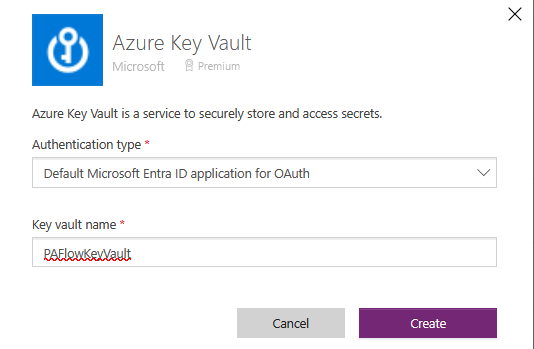 Azure Key Vault
Microsoft Premium
Azure Key Vault is a service to securely store and access secrets.
Authentication type *
Default Microsoft Entra ID application for OAuth
Key vault name *
PAFlowKeyVault
Cancel Create